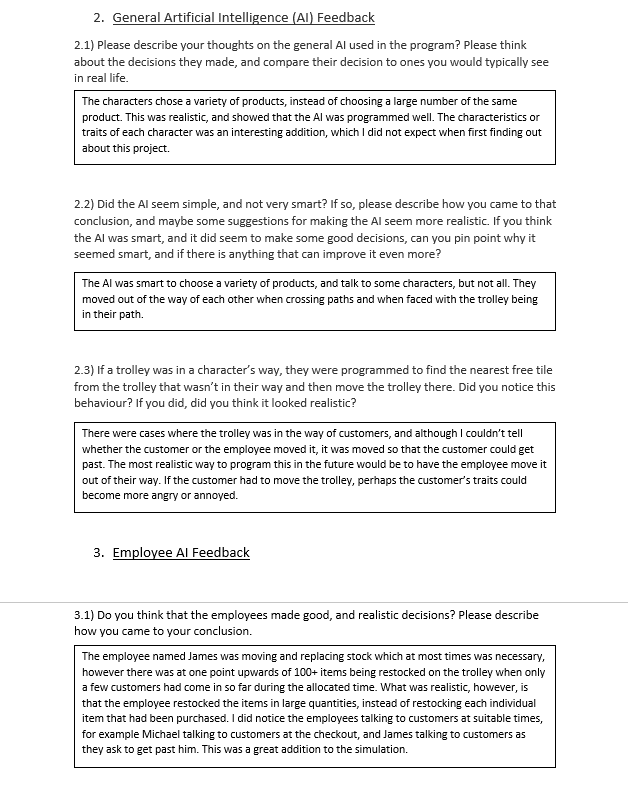 2. General Artificial Intelligence (AI) Feedback
2.1) Please describe your thoughts on the general AI used in the program? Please think
about the decisions they made, and compare their decision to ones you would typically see
in real life.
The characters chose a variety of products, instead of choosing a large number of the same
product. This was realistic, and showed that the AI was programmed well. The characteristics or
traits of each character was an interesting addition, which I did not expect when first finding out
about this project.
2.2) Did the AI seem simple, and not very smart? If so, please describe how you came to that
conclusion, and maybe some suggestions for making the AI seem more realistic. If you think
the AI was smart, and it did seem to make some good decisions, can you pin point why it
seemed smart, and if there is anything that can improve it even more?
The AI was smart to choose a variety of products, and talk to some characters, but not all. They
moved out of the way of each other when crossing paths and when faced with the trolley being
in their path.
2.3) If a trolley was in a character's way, they were programmed to find the nearest free tile
from the trolley that wasn't in their way and then move the trolley there. Did you notice this
behaviour? If you did, did you think it looked realistic?
There were cases where the trolley was in the way of customers, and although I couldn't tell
whether the customer or the employee moved it, it was moved so that the customer could get
past. The most realistic way to program this in the future would be to have the employee move it
out of their way. If the customer had to move the trolley, perhaps the customer's traits could
become more angry or annoyed.
3. Employee AI Feedback
3.1) Do you think that the employees made good, and realistic decisions? Please describe
how you came to your conclusion.
The employee named James was moving and replacing stock which at most times was necessary,
however there was at one point upwards of 100+ items being restocked on the trolley when only
a few customers had come in so far during the allocated time. What was realistic, however, is
that the employee restocked the items in large quantities, instead of restocking each individual
item that had been purchased. I did notice the employees talking to customers at suitable times,
for example Michael talking to customers at the checkout, and James talking to customers as
they ask to get past him. This was a great addition to the simulation.